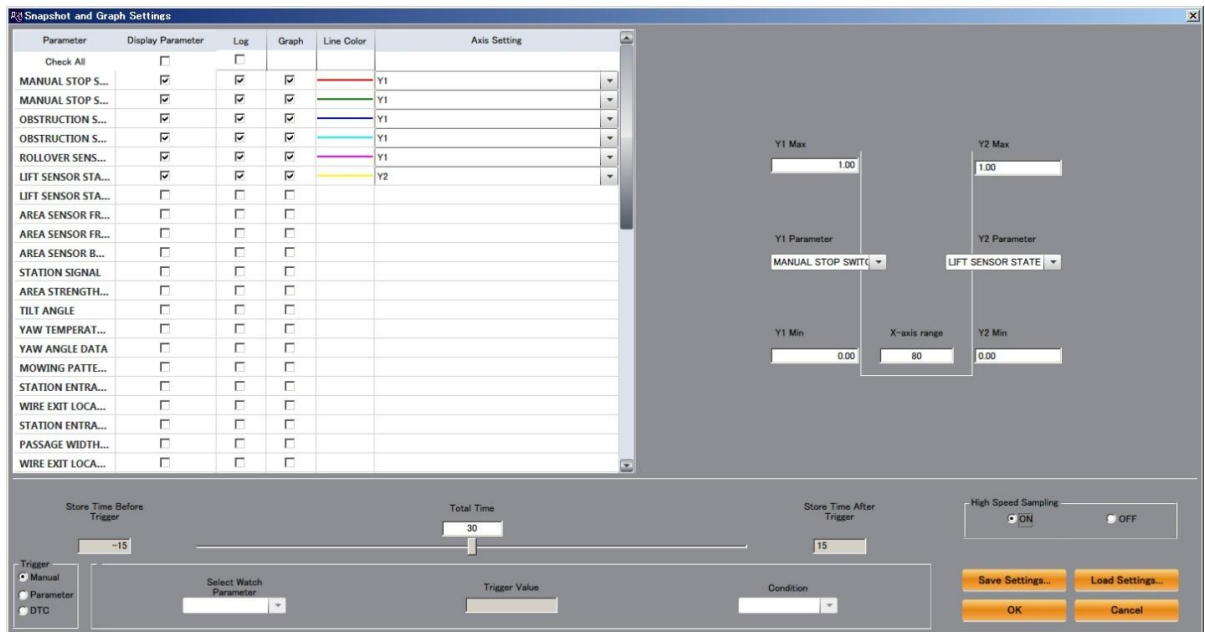 Snapshot and Graph Settings
Parameter Display Parameter Log Graph Line Color Axis Setting
Check All
MANUAL STOP S... Y1
MANUAL STOP S... Y1
OBSTRUCTION S... Y1
OBSTRUCTION S... Y1
ROLLOVER SENS... Y1
LIFT SENSOR STA... Y2
LIFT SENSOR STA...
AREA SENSOR FR...
AREA SENSOR FR...
AREA SENSOR B...
STATION SIGNAL
AREA STRENGTH...
TILT ANGLE
YAW TEMPERAT...
YAW ANGLE DATA
MOWING PATTE...
STATION ENTRA...
WIRE EXIT LOCA...
STATION ENTRA...
PASSAGE WIDTH...
WIRE EXIT LOCA...
Y1 Max Y2 Max
1.00 1.00
Y1 Parameter Y2 Parameter
MANUAL STOP SWITC LIFT SENSOR STATE
Y1 Min X-axis range Y2 Min
0.00 80 0.00
Store Time Before
Trigger
-15
Total Time
30
Store Time After
Trigger
15
High Speed Sampling
ON OFF
Trigger
Manual
Parameter
DTC
Select Watch
Parameter
Trigger Value
Condition
Save Settings... Load Settings...
OK Cancel